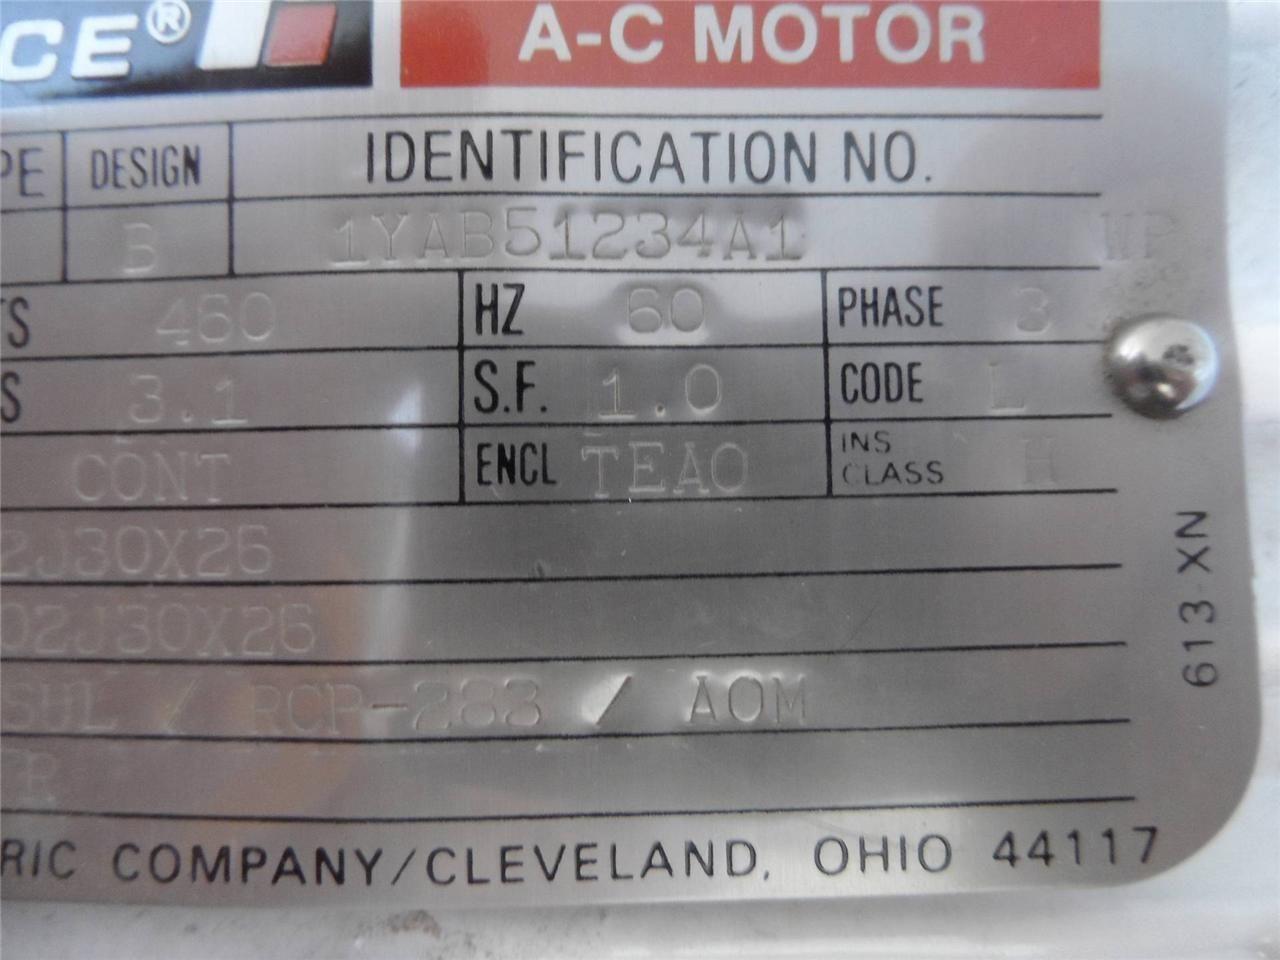 CE®
A-C MOTOR
PE DESIGN IDENTIFICATION NO.
B 1YAB51234A1 WP
TS 460 HZ 60 PHASE 3
S 3.1 S.F. 1.0 CODE L
CONT ENCL TEAO INS CLASS H
2J30X26
02J30X26
SUL / RCP-283 / AOM
R
613 XN
RIC COMPANY/CLEVELAND, OHIO 44117